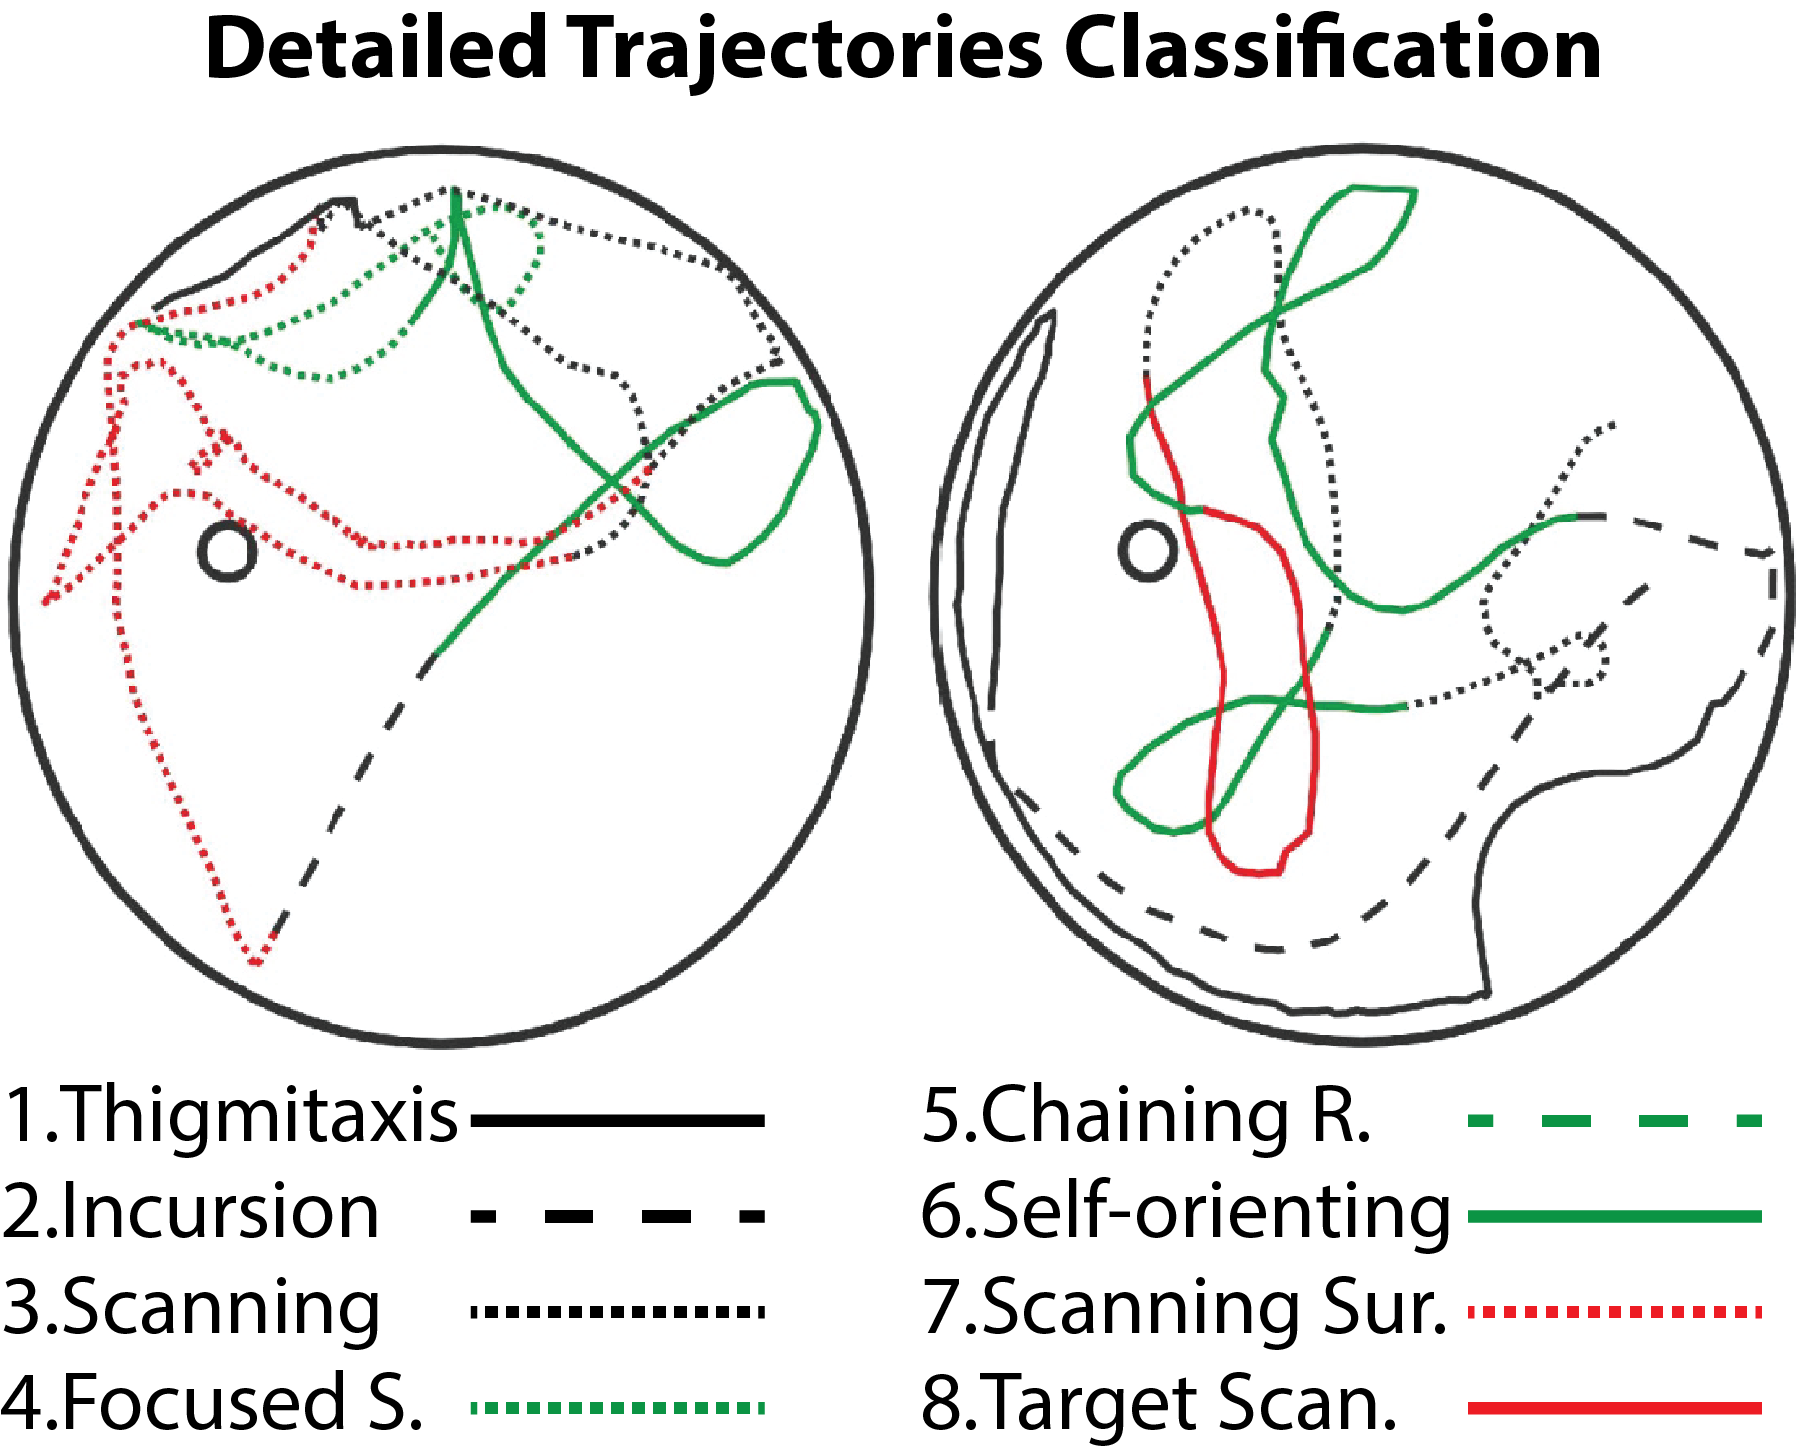 Detailed Trajectories Classification
1.Thigmitaxis
2.Incursion
3.Scanning
4.Focused S.
5.Chaining R.
6.Self-orienting
7.Scanning Sur.
8.Target Scan.